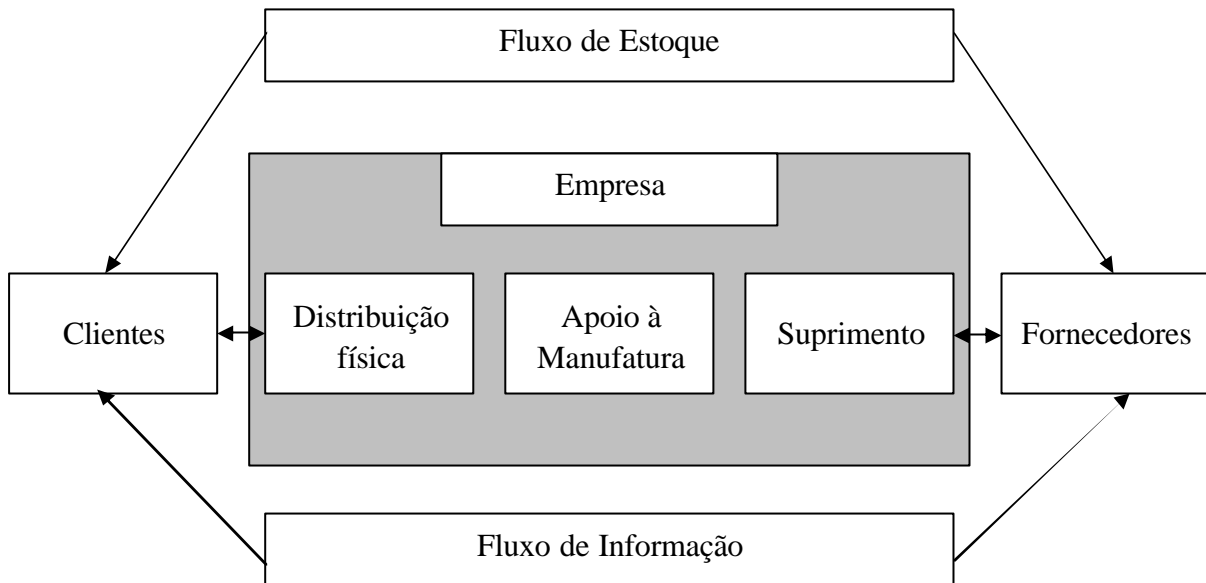 Fluxo de Estoque
Empresa
Clientes
Distribuição
física
Apoio à
Manufatura
Suprimento
Fornecedores
Fluxo de Informação